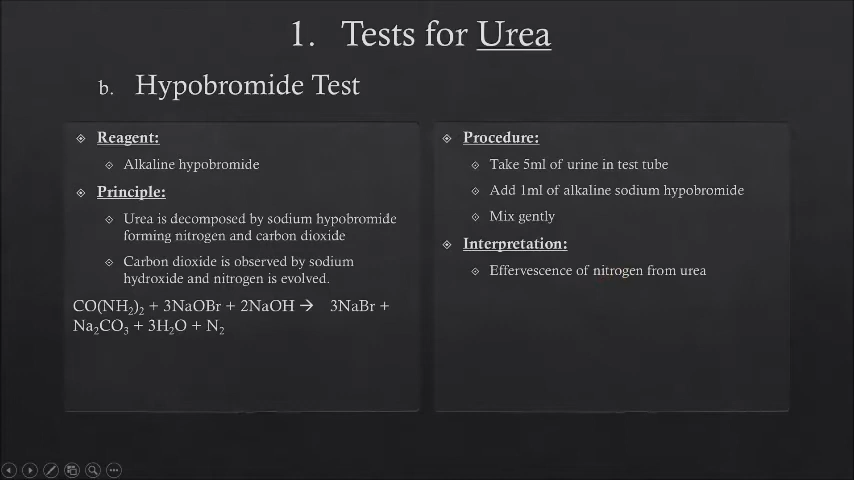 1. Tests for Urea
b. Hypobromide Test
Reagent:
Alkaline hypobromide
Principle:
Urea is decomposed by sodium hypobromide
forming nitrogen and carbon dioxide
Carbon dioxide is observed by sodium
hydroxide and nitrogen is evolved.
CO(NH₂)₂ + 3NaOBr + 2NaOH → 3NaBr +
Na₂CO₃ + 3H₂O + N₂
Procedure:
Take 5ml of urine in test tube
Add 1ml of alkaline sodium hypobromide
Mix gently
Interpretation:
Effervescence of nitrogen from urea